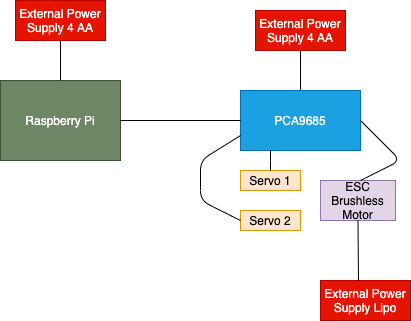 External Power
Supply 4 AA
External Power
Supply 4 AA
Raspberry Pi
PCA9685
Servo 1
ESC
Brushless
Motor
Servo 2
External Power
Supply Lipo